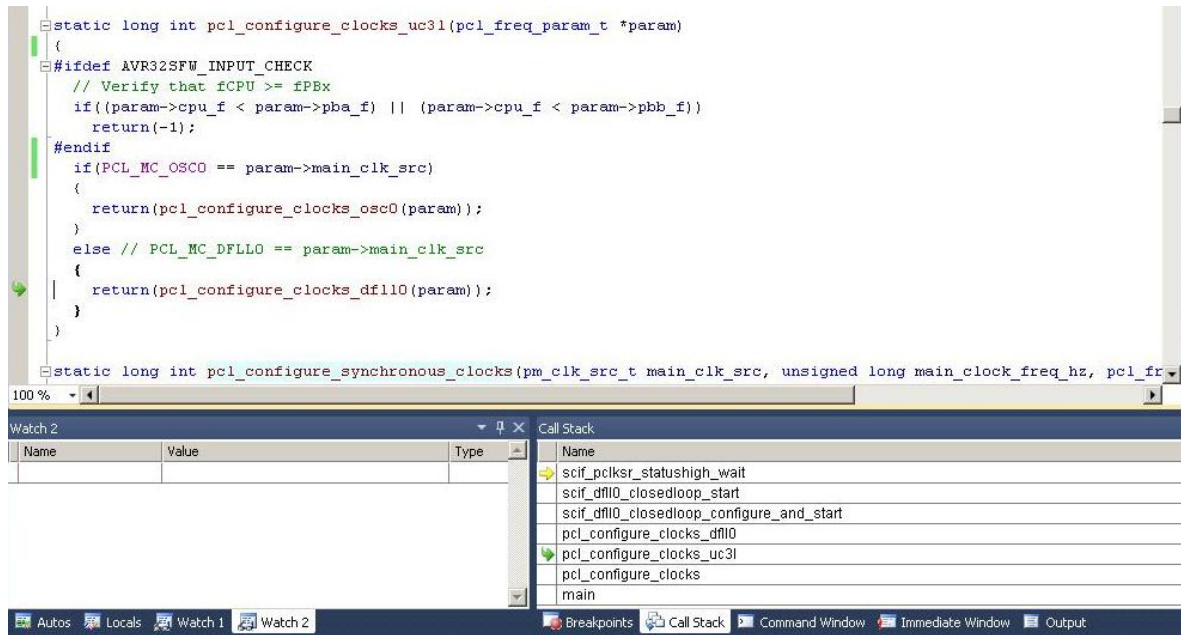 static long int pcl_configure_clocks_uc3l(pcl_freq_param_t *param)
{
#ifdef AVR32SFW_INPUT_CHECK
// Verify that fCPU >= fPBx
if((param->cpu_f < param->pba_f) || (param->cpu_f < param->pbb_f))
return(-1);
#endif
if(PCL_MC_OSC0 == param->main_clk_src)
{
return(pcl_configure_clocks_osc0(param));
}
else // PCL_MC_DFLL0 == param->main_clk_src
{
return(pcl_configure_clocks_dfll0(param));
}
}
static long int pcl_configure_synchronous_clocks(pm_clk_src_t main_clk_src, unsigned long main_clock_freq_hz, pcl_fr
100 %
Watch 2
Name Value Type
Call Stack
Name
scif_pclksr_statushigh_wait
scif_dfll0_closedloop_start
scif_dfll0_closedloop_configure_and_start
pcl_configure_clocks_dfll0
pcl_configure_clocks_uc3l
pcl_configure_clocks
main
Autos Locals Watch 1 Watch 2
Breakpoints Call Stack Command Window Immediate Window Output